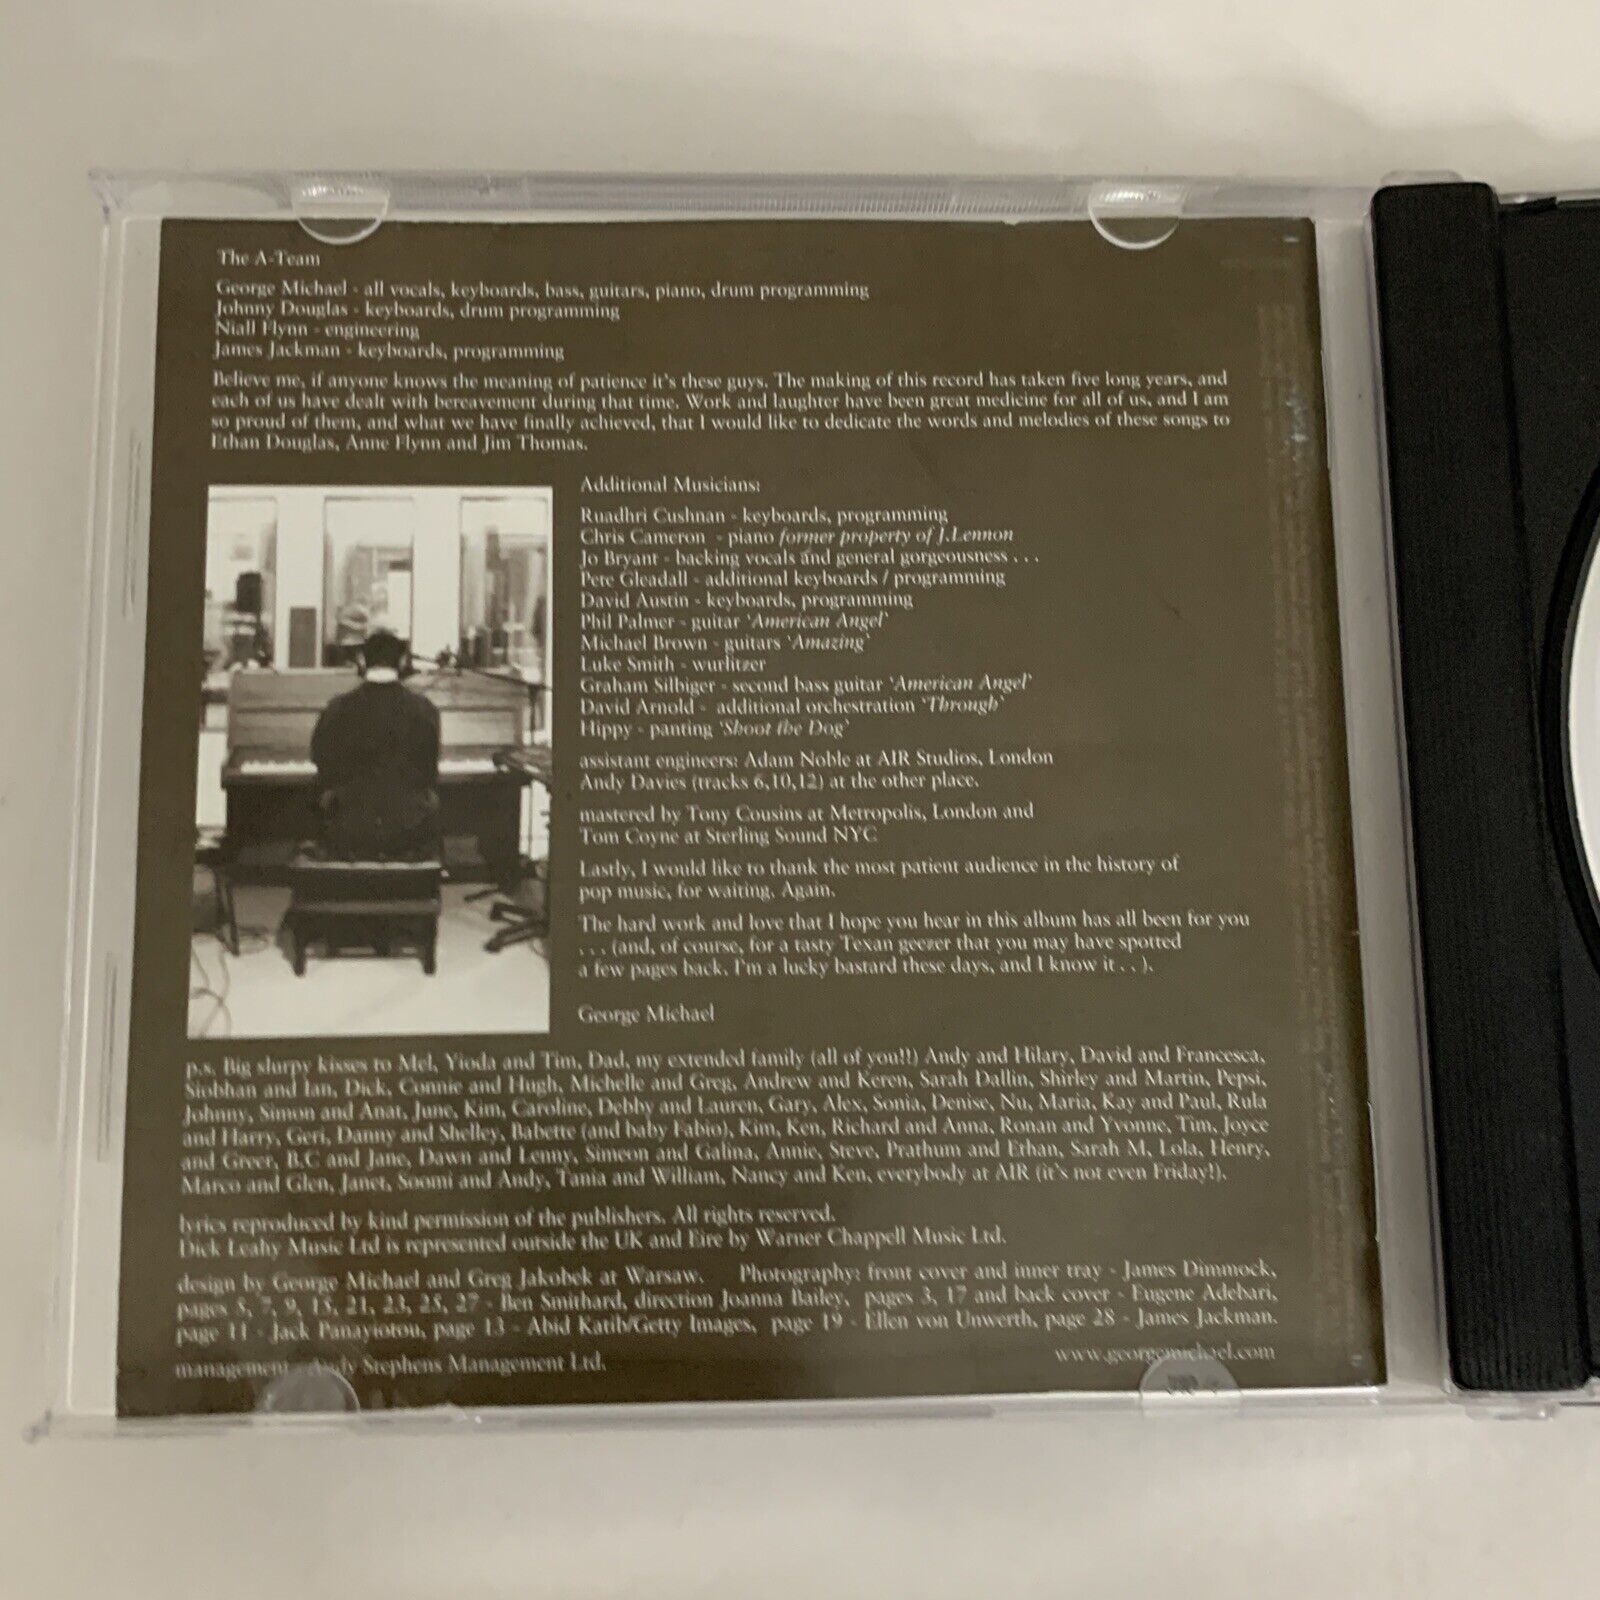 The A-Team
George Michael - all vocals, keyboards, bass, guitars, piano, drum programming
Johnny Douglas - keyboards, drum programming
Niall Flynn - engineering
James Jackman - keyboards, programming
Believe me, if anyone knows the meaning of patience it's these guys. The making of this record has taken five long years, and
each of us have dealt with bereavement during that time. Work and laughter have been great medicine for all of us, and I am
so proud of them, and what we have finally achieved, that I would like to dedicate the words and melodies of these songs to
Ethan Douglas, Anne Flynn and Jim Thomas.
Additional Musicians:
Ruadhri Cushnan - keyboards, programming
Chris Cameron - piano former property of J.Lennon
Jo Bryant - backing vocals and general gorgeousness . . .
Pete Gleadall - additional keyboards / programming
David Austin - keyboards, programming
Phil Palmer - guitar 'American Angel'
Michael Brown - guitars 'Amazing'
Luke Smith - wurlitzer
Graham Silbiger - second bass guitar 'American Angel'
David Arnold - additional orchestration 'Through'
Hippy - panting 'Shoot the Dog'
assistant engineers: Adam Noble at AIR Studios, London
Andy Davies (tracks 6,10,12) at the other place.
mastered by Tony Cousins at Metropolis, London and
Tom Coyne at Sterling Sound NYC
Lastly, I would like to thank the most patient audience in the history of
pop music, for waiting. Again.
The hard work and love that I hope you hear in this album has all been for you
. . . (and, of course, for a tasty Texan geezer that you may have spotted
a few pages back. I'm a lucky bastard these days, and I know it . . ).
George Michael
p.s. Big slurpy kisses to Mel, Yioda and Tim, Dad, my extended family (all of you!!) Andy and Hilary, David and Francesca,
Siobhan and Ian, Dick, Connie and Hugh, Michelle and Greg, Andrew and Keren, Sarah Dallin, Shirley and Martin, Pepsi,
Johnny, Simon and Anat, June, Kim, Caroline, Debby and Lauren, Gary, Alex, Sonia, Denise, Nu, Maria, Kay and Paul, Rula
and Harry, Geri, Danny and Shelley, Babette (and baby Fabio), Kim, Ken, Richard and Anna, Ronan and Yvonne, Tim, Joyce
and Greer, B.C and Jane, Dawn and Lenny, Simeon and Galina, Annie, Steve, Prathum and Ethan, Sarah M, Lola, Henry,
Marco and Glen, Janet, Soomi and Andy, Tania and William, Nancy and Ken, everybody at AIR (it's not even Friday!).
lyrics reproduced by kind permission of the publishers. All rights reserved.
Dick Leahy Music Ltd is represented outside the UK and Eire by Warner Chappell Music Ltd.
design by George Michael and Greg Jakobek at Warsaw. Photography: front cover and inner tray - James Dimmock,
pages 5, 7, 9, 15, 21, 23, 25, 27 - Ben Smithard, direction Joanna Bailey, pages 3, 17 and back cover - Eugene Adebari,
page 11 - Jack Panayiotou, page 13 - Abid Katib/Getty Images, page 19 - Ellen von Unwerth, page 28 - James Jackman.
management - Andy Stephens Management Ltd.
www.georgemichael.com